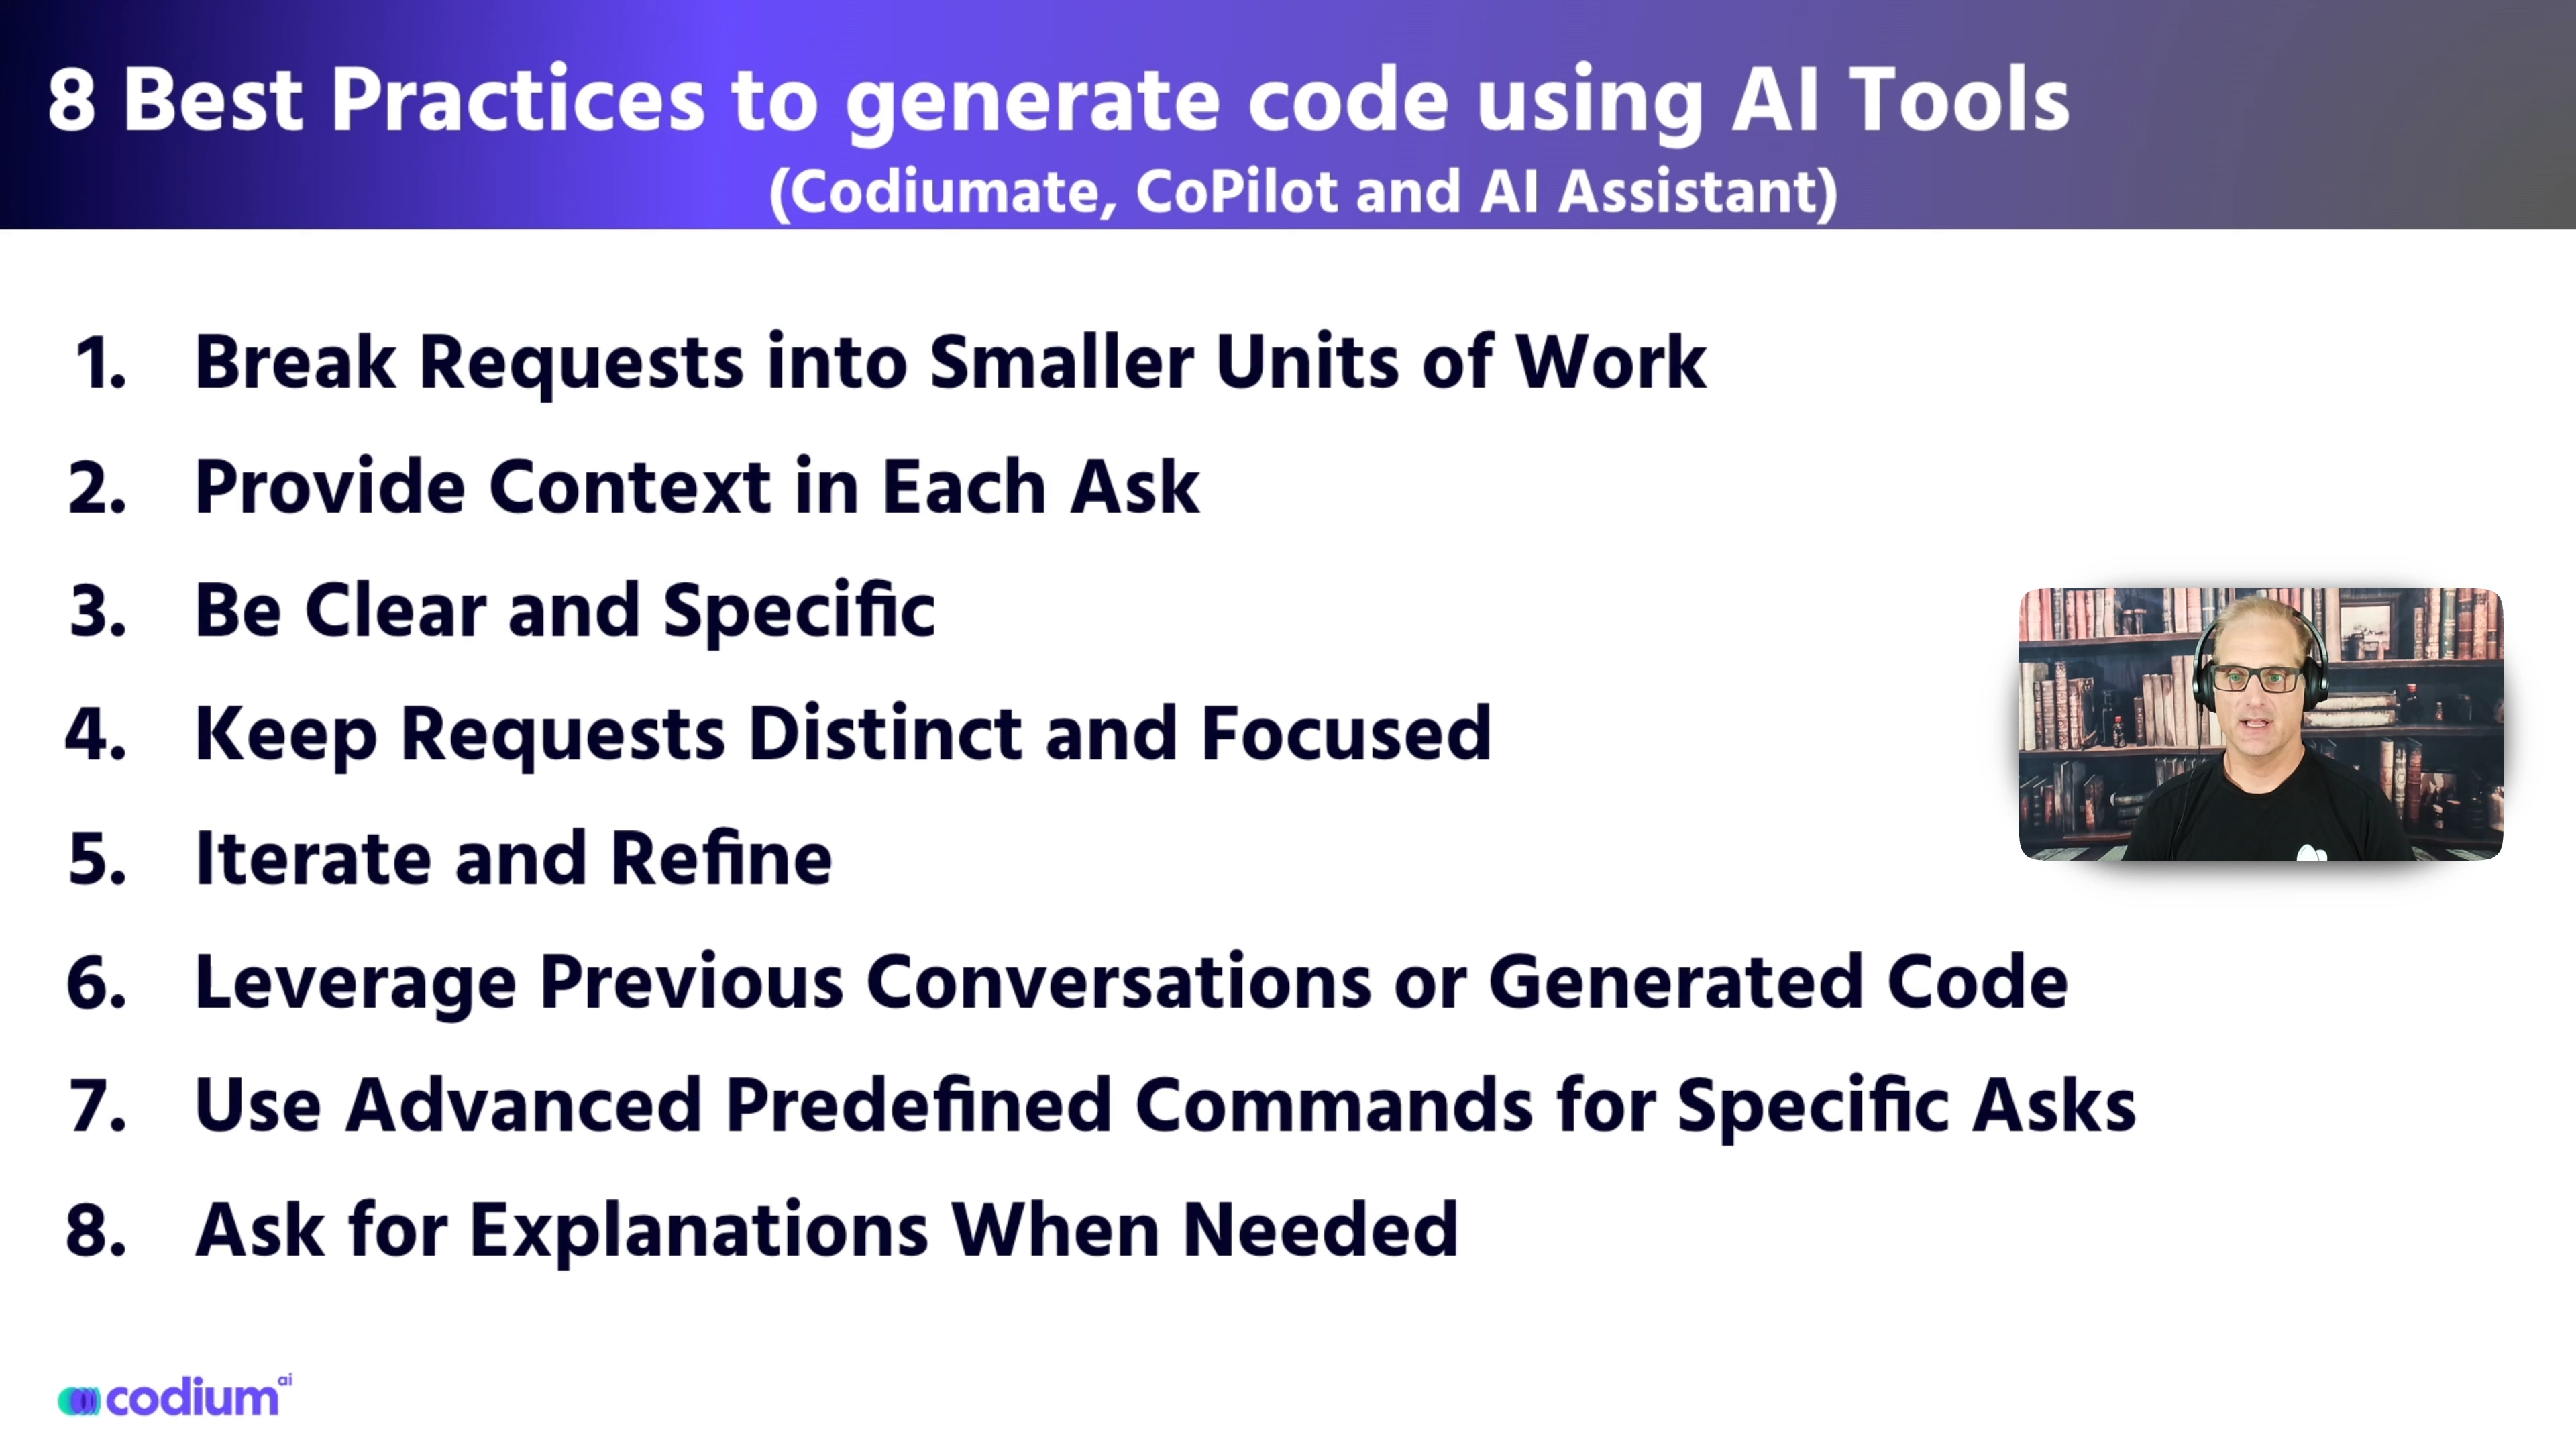 8 Best Practices to generate code using AI Tools
(Codiumate, CoPilot and AI Assistant)
1. Break Requests into Smaller Units of Work
2. Provide Context in Each Ask
3. Be Clear and Specific
4. Keep Requests Distinct and Focused
5. Iterate and Refine
6. Leverage Previous Conversations or Generated Code
7. Use Advanced Predefined Commands for Specific Asks
8. Ask for Explanations When Needed
codium ai